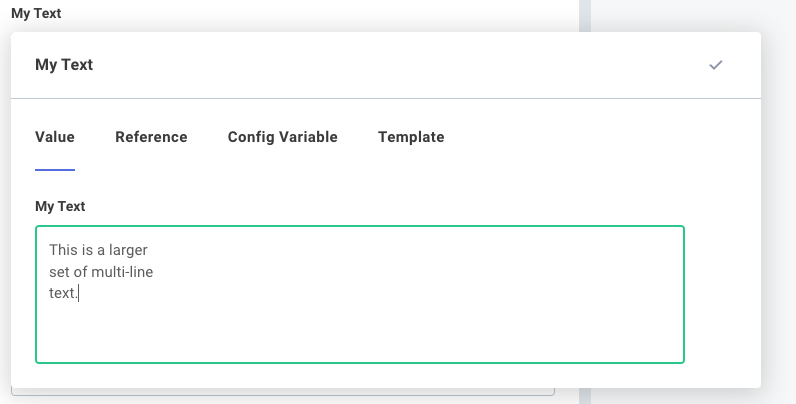 My Text
My Text
Value Reference Config Variable Template
My Text
This is a larger
set of multi-line
text.